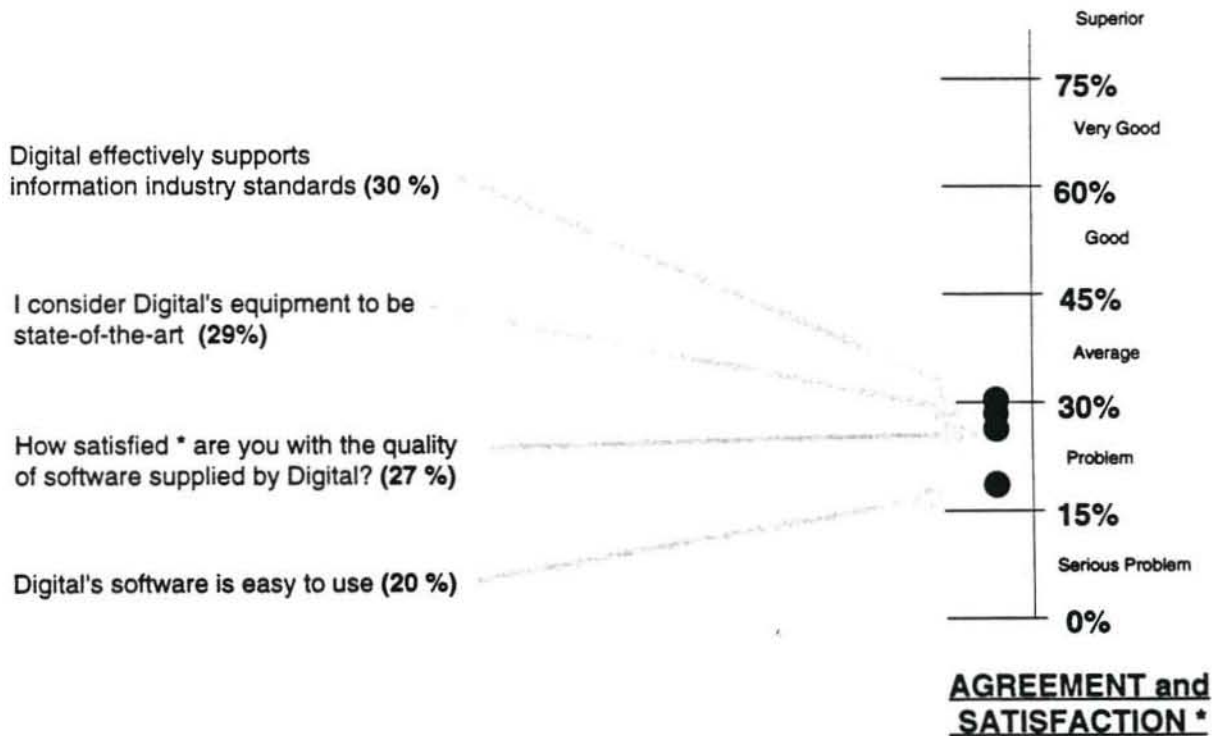 Superior
75%
Very Good
Digital effectively supports
information industry standards (30 %)
60%
Good
I consider Digital's equipment to be
state-of-the-art (29%)
45%
Average
30%
How satisfied * are you with the quality
of software supplied by Digital? (27 %)
Problem
15%
Digital's software is easy to use (20 %)
Serious Problem
0%
AGREEMENT and
SATISFACTION *